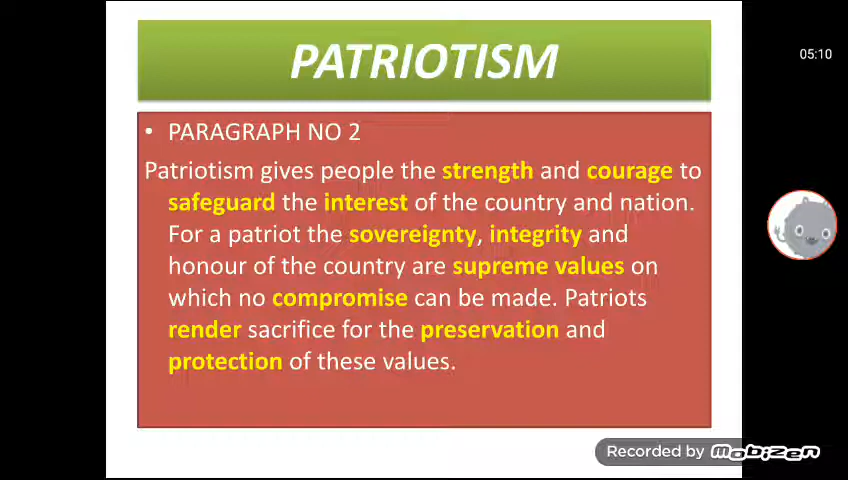 PATRIOTISM
05:10
• PARAGRAPH NO 2
Patriotism gives people the strength and courage to
safeguard the interest of the country and nation.
For a patriot the sovereignty, integrity and
honour of the country are supreme values on
which no compromise can be made. Patriots
render sacrifice for the preservation and
protection of these values.
Recorded by mobizen